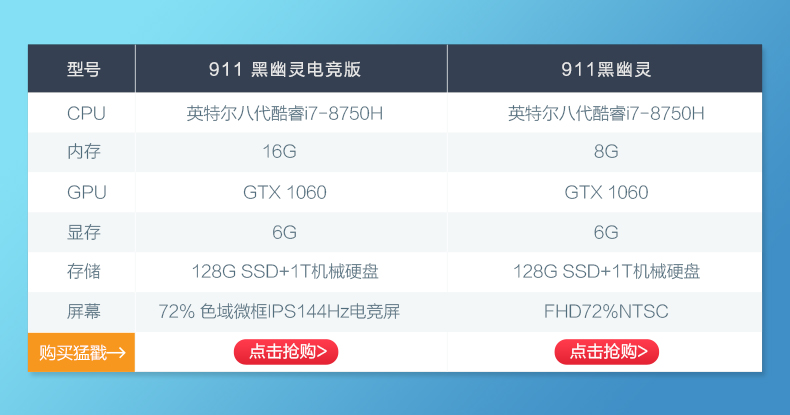 型号 911 黑幽灵电竞版 911黑幽灵
CPU 英特尔八代酷睿i7-8750H 英特尔八代酷睿i7-8750H
内存 16G 8G
GPU GTX 1060 GTX 1060
显存 6G 6G
存储 128G SSD+1T机械硬盘 128G SSD+1T机械硬盘
屏幕 72% 色域微框IPS144Hz电竞屏 FHD72%NTSC
购买猛戳→ 点击抢购> 点击抢购>